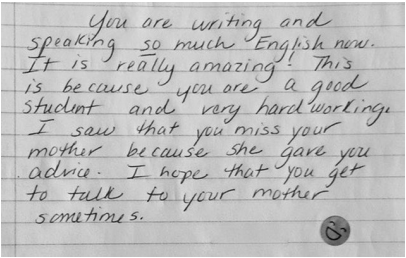 You are writing and
speaking so much English now.
It is really amazing! This
is because you are a good
student and very hard working.
I saw that you miss your
mother because she gave you
advice. I hope that you get
to talk to your mother
sometimes.